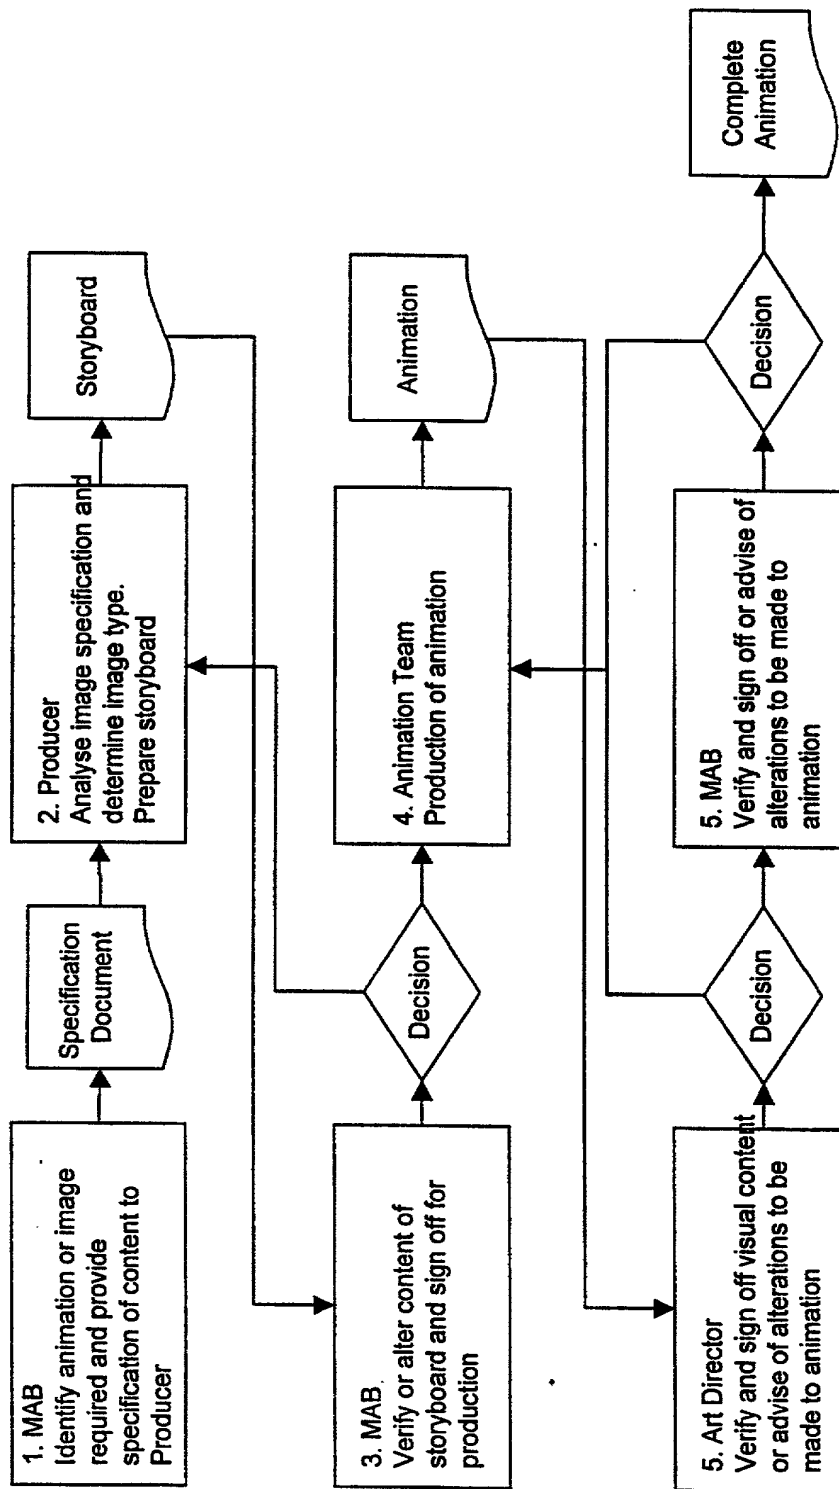 1. MAB
Identify animation or image
required and provide
specification of content to
Producer
Specification
Document
2. Producer
Analyse image specification and
determine image type.
Prepare storyboard
Storyboard
3. MAB
Verify or alter content of
storyboard and sign off for
production
Decision
4. Animation Team
Production of animation
Animation
5. Art Director
Verify and sign off visual content
or advise of alterations to be
made to animation
Decision
5. MAB
Verify and sign off or advise of
alterations to be made to
animation
Decision
Complete
Animation